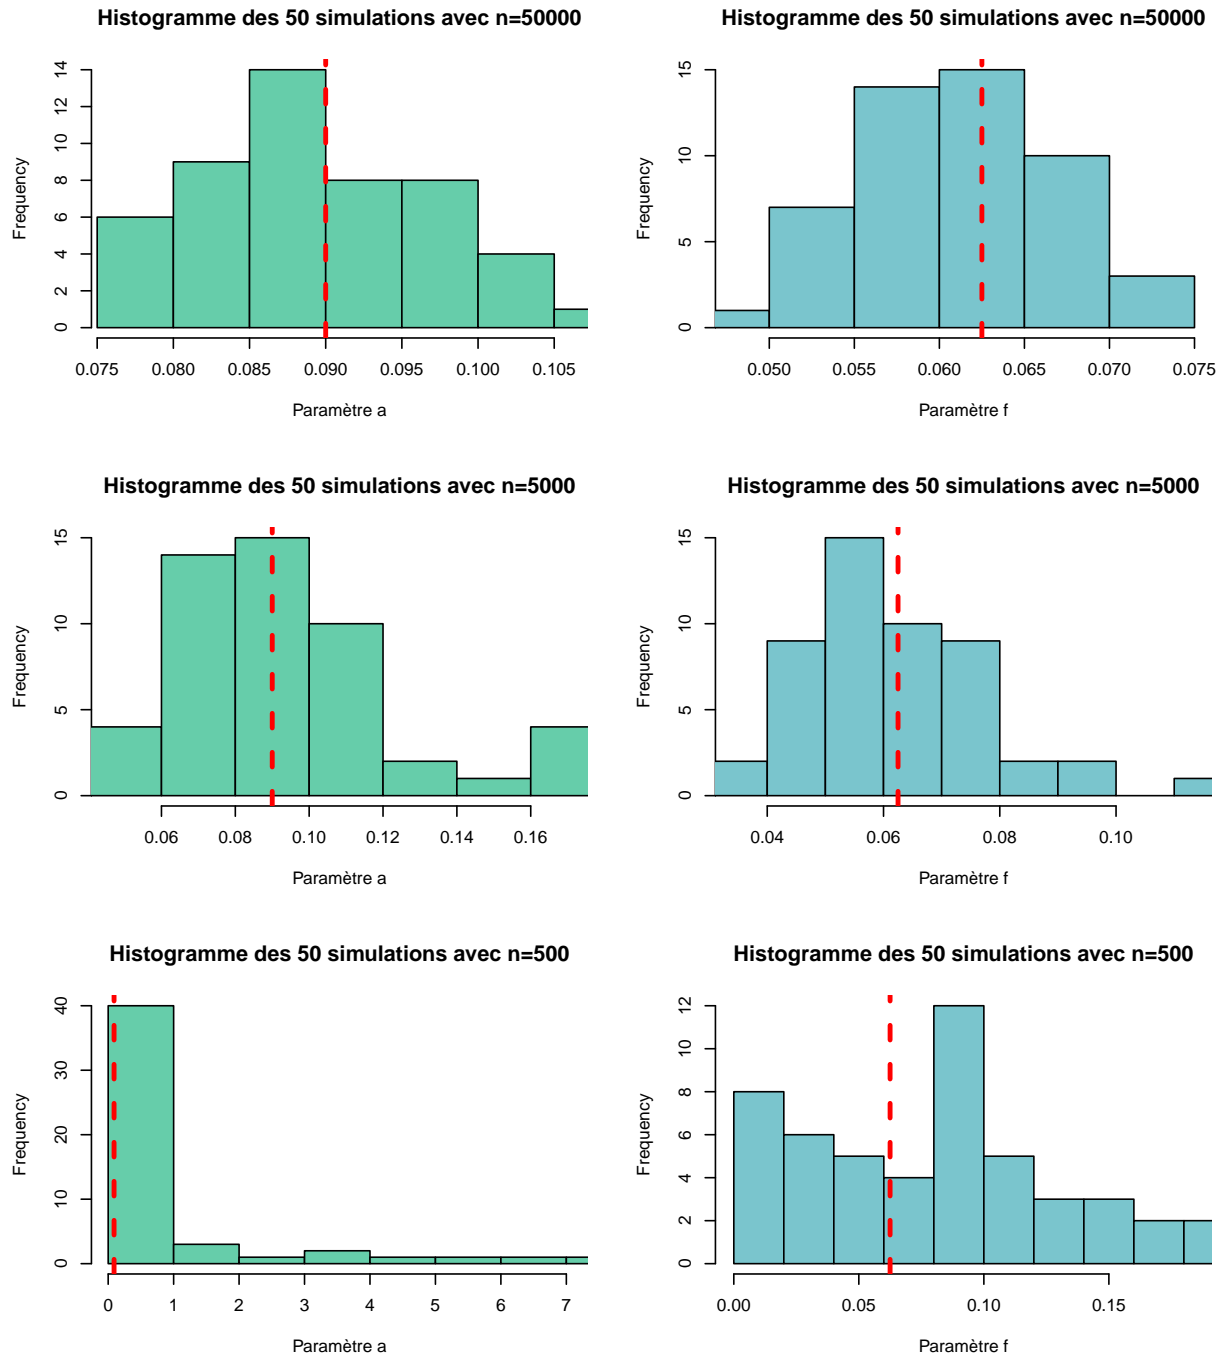 Histogramme des 50 simulations avec n=50000
Frequency
0 2 4 6 8 10 12 14
0.075 0.080 0.085 0.090 0.095 0.100 0.105
Paramètre a
Histogramme des 50 simulations avec n=50000
Frequency
0 5 10 15
0.050 0.055 0.060 0.065 0.070 0.075
Paramètre f
Histogramme des 50 simulations avec n=5000
Frequency
0 5 10 15
0.06 0.08 0.10 0.12 0.14 0.16
Paramètre a
Histogramme des 50 simulations avec n=5000
Frequency
0 5 10 15
0.04 0.06 0.08 0.10
Paramètre f
Histogramme des 50 simulations avec n=500
Frequency
0 10 20 30 40
0 1 2 3 4 5 6 7
Paramètre a
Histogramme des 50 simulations avec n=500
Frequency
0 2 4 6 8 10 12
0.00 0.05 0.10 0.15
Paramètre f